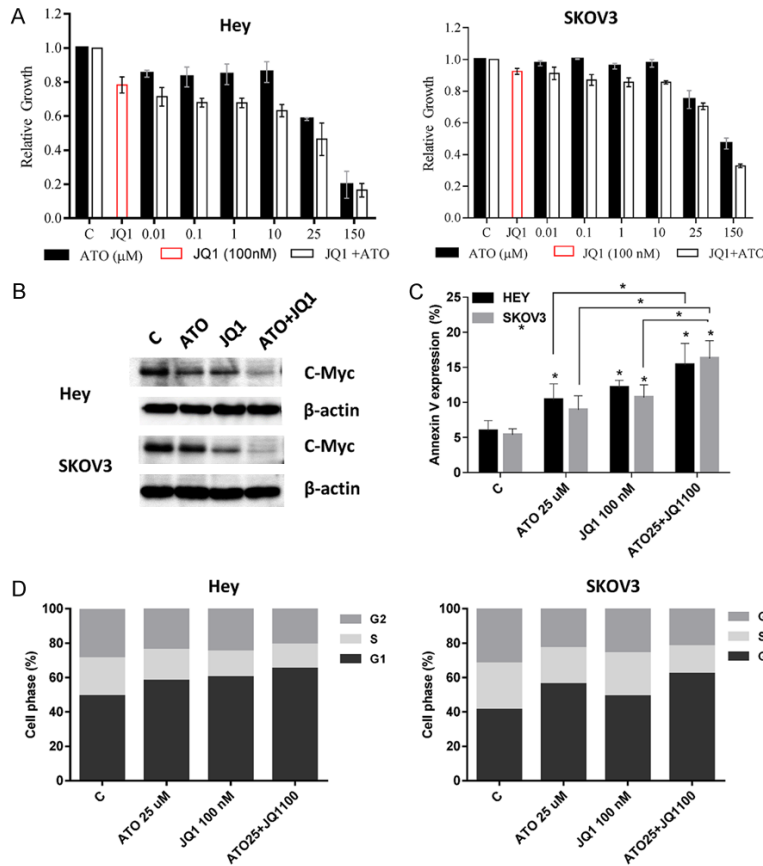 A
Hey
Relative Growth
1.0
0.8
0.6
0.4
0.2
0.0
C JQ1 0.01 0.1 1 10 25 150
ATO (µM) JQ1 (100nM) JQ1 +ATO
SKOV3
Relative Growth
1.2
1.0
0.8
0.6
0.4
0.2
0.0
C JQ1 0.01 0.1 1 10 25 150
ATO (µM) JQ1 (100 nM) JQ1+ATO
B
C ATO JQ1 ATO+JQ1
Hey
C-Myc
β-actin
SKOV3
C-Myc
β-actin
C
Annexin V expression (%)
25
20
15
10
5
0
HEY
SKOV3
*
*
*
*
*
*
*
*
*
C
ATO 25 uM
JQ1 100 nM
ATO25+JQ1100
D
Hey
Cell phase (%)
100
80
60
40
20
0
G2
S
G1
C
ATO 25 uM
JQ1 100 nM
ATO25+JQ1100
SKOV3
Cell phase (%)
100
80
60
40
20
0
S
C
ATO 25 uM
JQ1 100 nM
ATO25+JQ1100